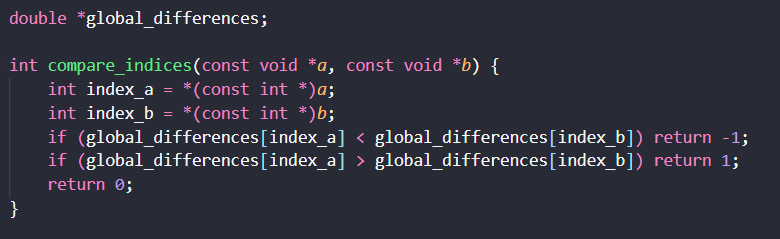 double *global_differences;

int compare_indices(const void *a, const void *b) {
    int index_a = *(const int *)a;
    int index_b = *(const int *)b;
    if (global_differences[index_a] < global_differences[index_b]) return -1;
    if (global_differences[index_a] > global_differences[index_b]) return 1;
    return 0;
}